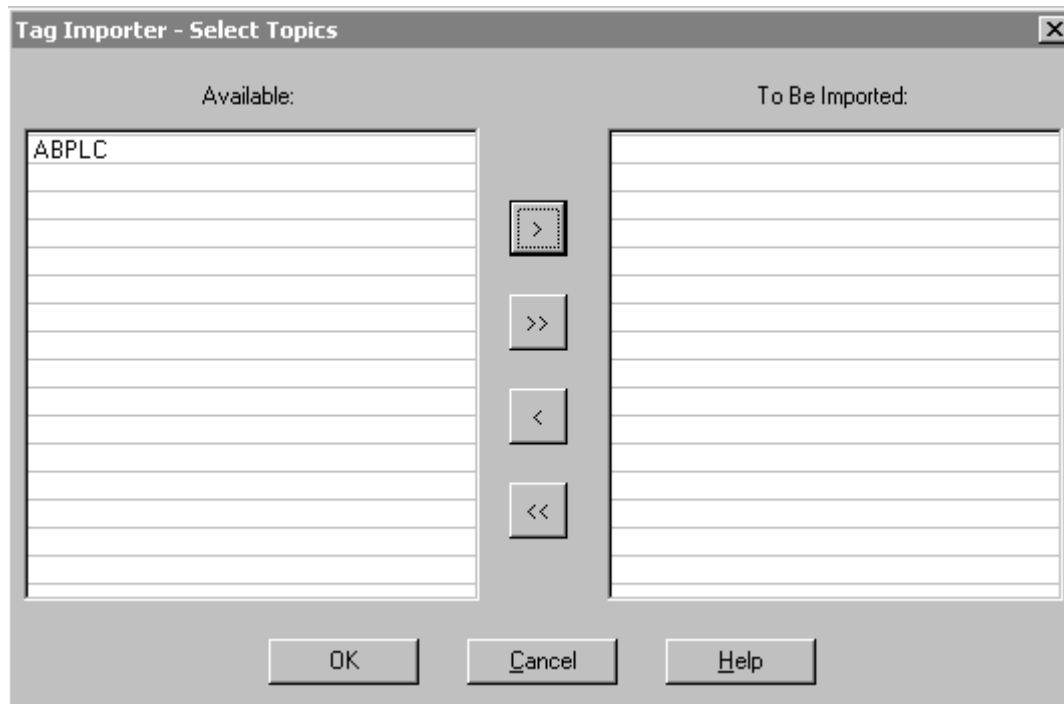 Tag Importer - Select Topics
Available:
To Be Imported:
ABPLC
>
>>
<
<<
OK
Cancel
Help